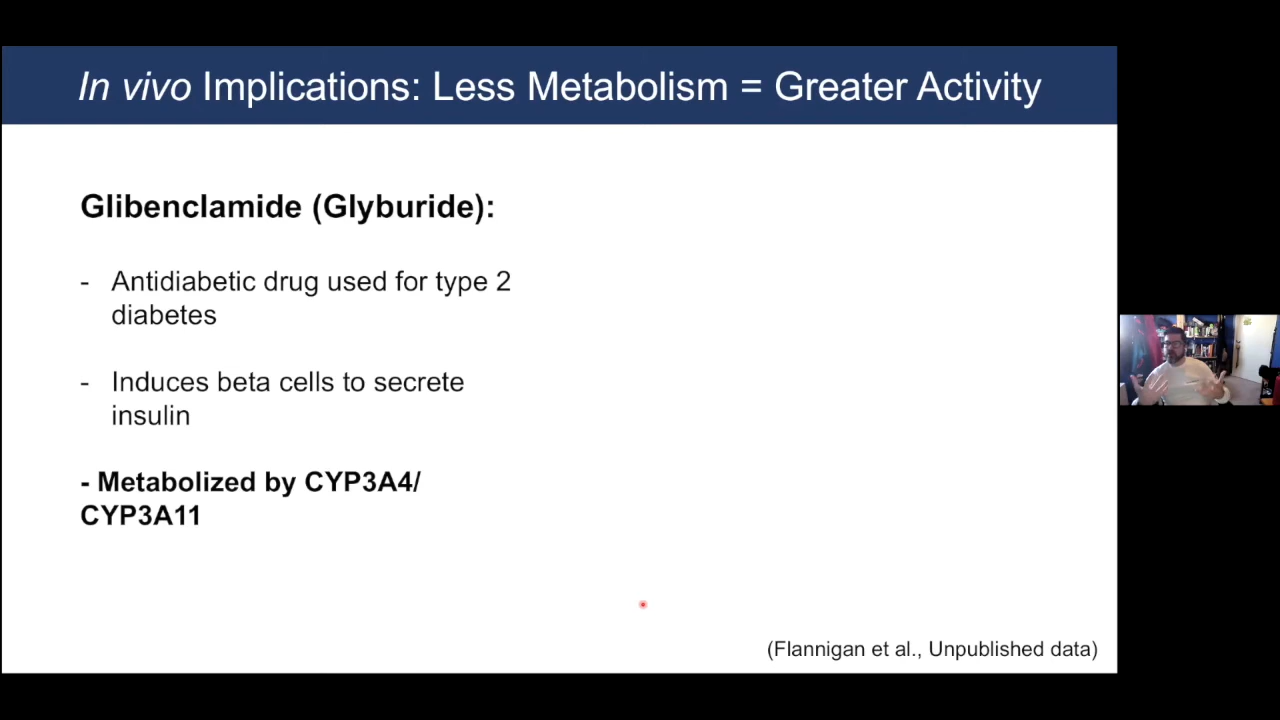 In vivo Implications: Less Metabolism = Greater Activity
Glibenclamide (Glyburide):
- Antidiabetic drug used for type 2
diabetes
- Induces beta cells to secrete
insulin
- Metabolized by CYP3A4/
CYP3A11
(Flannigan et al., Unpublished data)